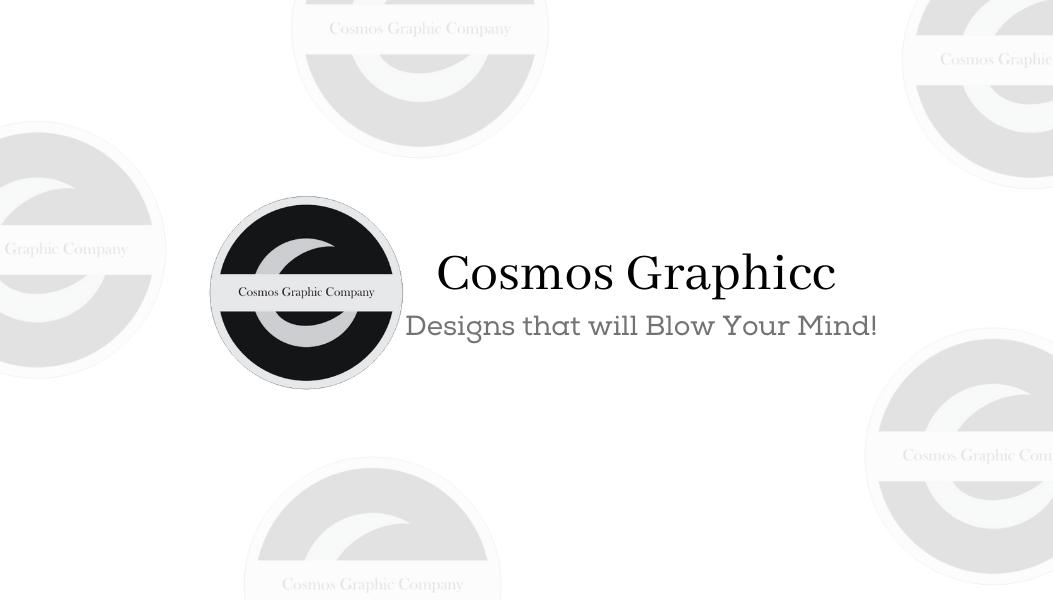 Cosmos Graphic Company
Cosmos Graphic
Graphic Company
Cosmos Graphic Company
Cosmos Graphicc
Designs that will Blow Your Mind!
Cosmos Graphic Com
Cosmos Graphic Company